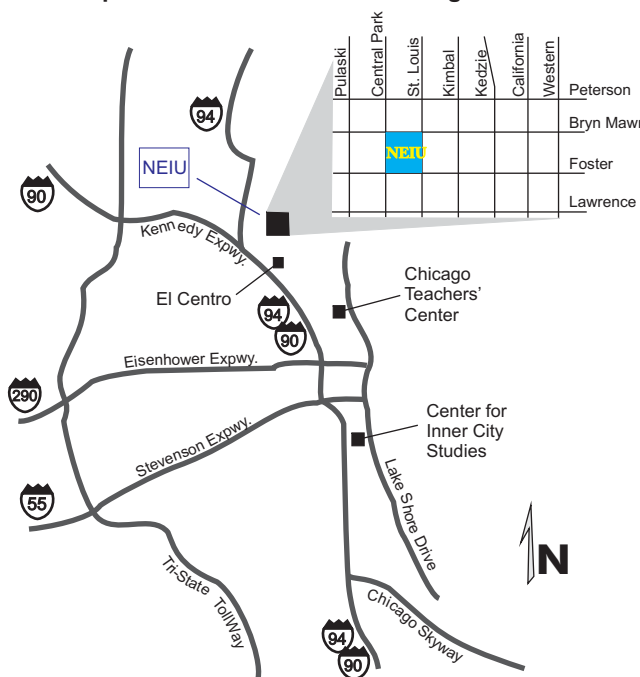 Pulaski
Central Park
St. Louis
Kimbal
Kedzie
California
Western
Peterson
Bryn Mawr
NEIU
Foster
Lawrence
94
NEIU
90
Kennedy Expwy.
El Centro
94
90
Chicago
Teachers'
Center
Eisenhower Expwy.
290
Center for
Inner City
Studies
Stevenson Expwy.
55
Lake Shore Drive
N
Tri-State
TollWay
Chicago Skyway
94
90